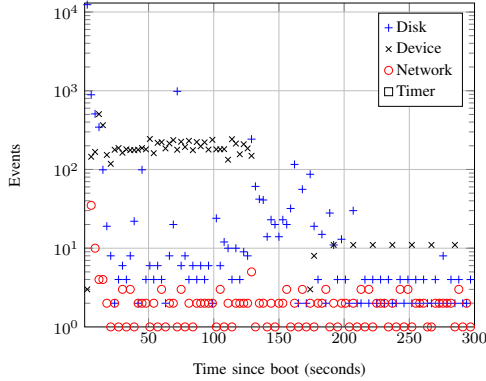 10^4
10^3
10^2
10^1
10^0
Events
0 50 100 150 200 250 300
Time since boot (seconds)
Disk
Device
Network
Timer